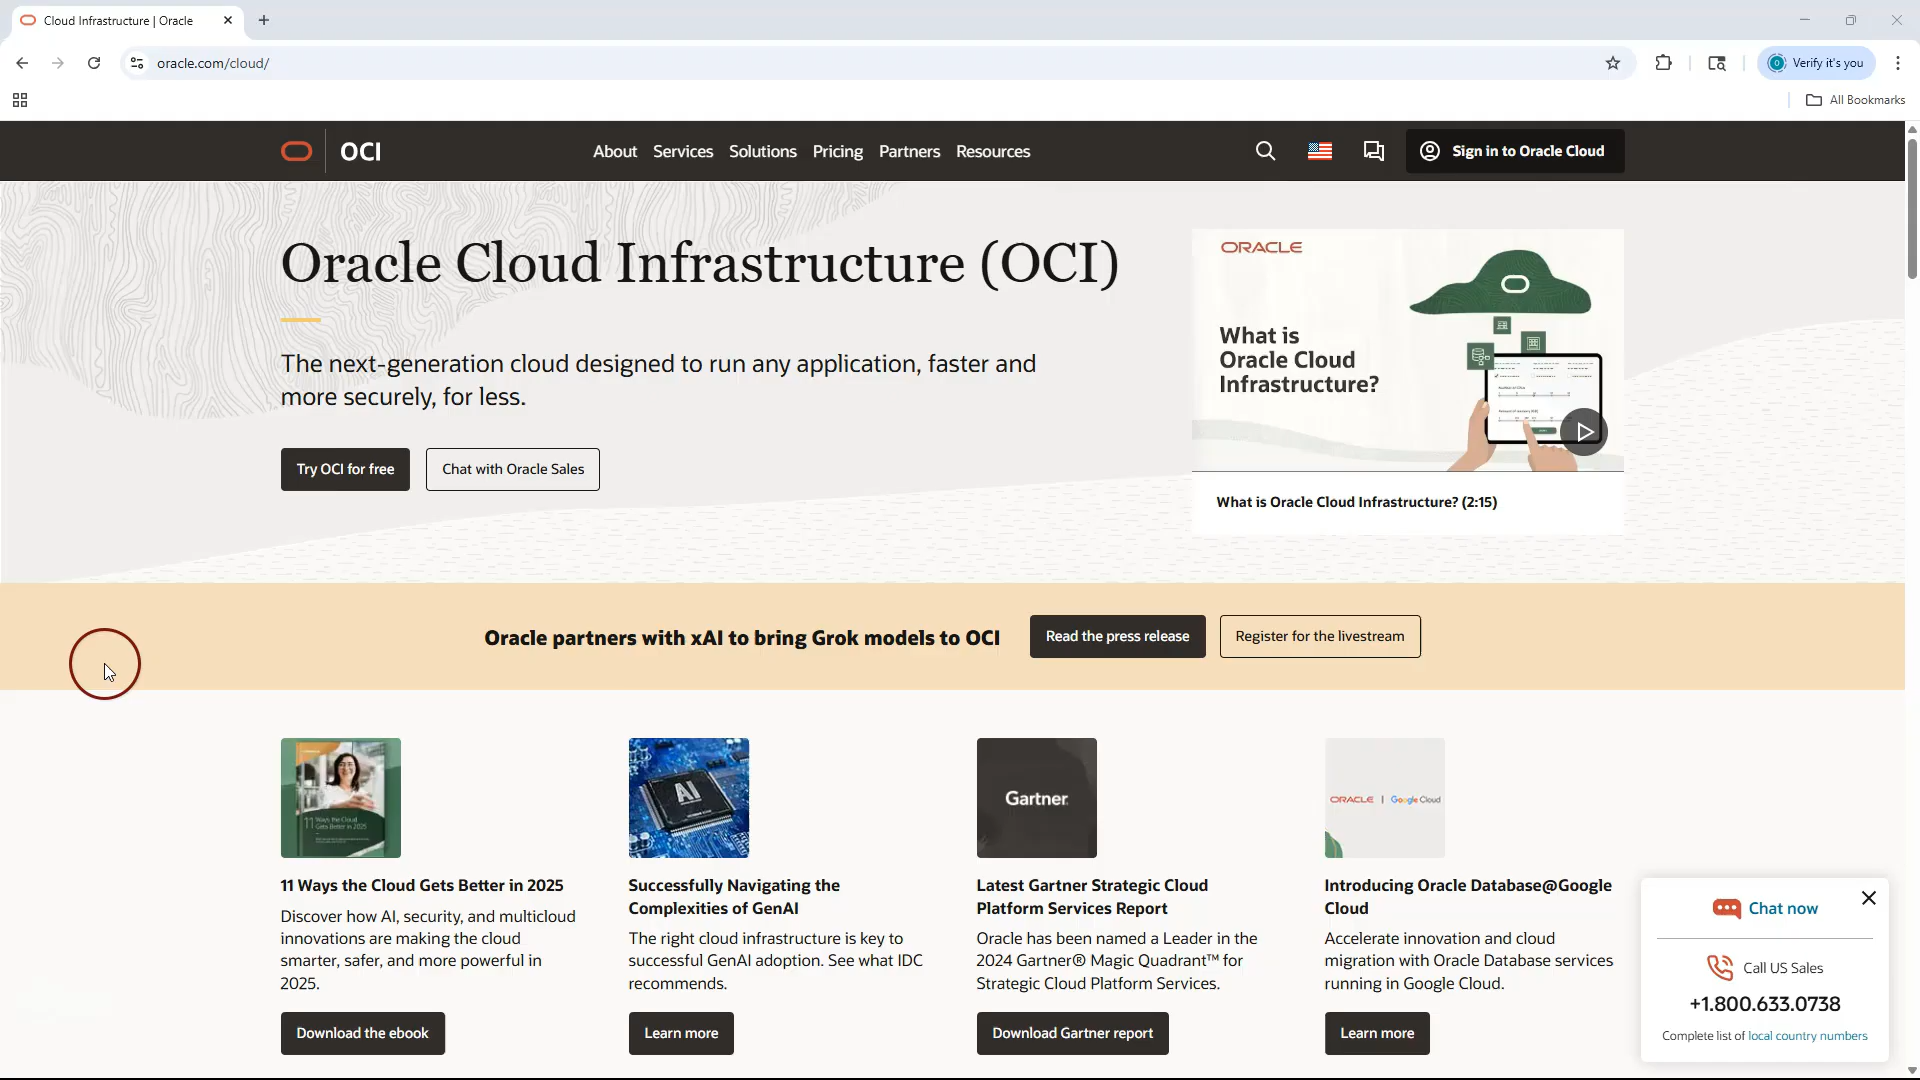 Cloud Infrastructure | Oracle
oracle.com/cloud/
Verify it's you
All Bookmarks
OCI
About
Services
Solutions
Pricing
Partners
Resources
Sign in to Oracle Cloud
Oracle Cloud Infrastructure (OCI)
The next-generation cloud designed to run any application, faster and
more securely, for less.
Try OCI for free
Chat with Oracle Sales
ORACLE
What is
Oracle Cloud
Infrastructure?
What is Oracle Cloud Infrastructure? (2:15)
Oracle partners with xAI to bring Grok models to OCI
Read the press release
Register for the livestream
11 Ways the Cloud
Gets Better in 2025
11 Ways the Cloud Gets Better in 2025
Discover how AI, security, and multicloud
innovations are making the cloud
smarter, safer, and more powerful in
2025.
Download the ebook
AI
Successfully Navigating the
Complexities of GenAI
The right cloud infrastructure is key to
successful GenAI adoption. See what IDC
recommends.
Learn more
Gartner
Latest Gartner Strategic Cloud
Platform Services Report
Oracle has been named a Leader in the
2024 Gartner® Magic Quadrant™ for
Strategic Cloud Platform Services.
Download Gartner report
ORACLE | Google Cloud
Introducing Oracle Database@Google
Cloud
Accelerate innovation and cloud
migration with Oracle Database services
running in Google Cloud.
Learn more
Chat now
Call US Sales
+1.800.633.0738
Complete list of local country numbers